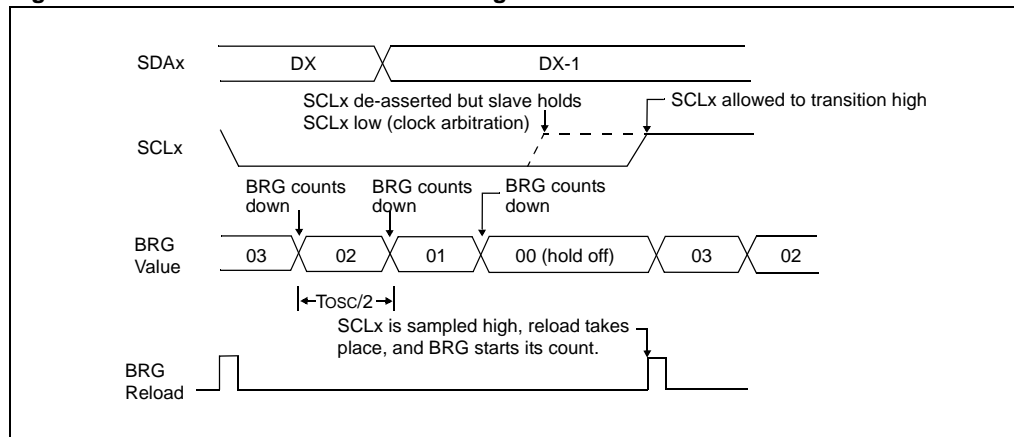 SDAx
DX
DX-1
SCLx de-asserted but slave holds
SCLx low (clock arbitration)
SCLx allowed to transition high
SCLx
BRG counts
down
BRG counts
down
BRG counts
down
BRG
Value
03
02
01
00 (hold off)
03
02
TOSC/2
SCLx is sampled high, reload takes
place, and BRG starts its count.
BRG
Reload